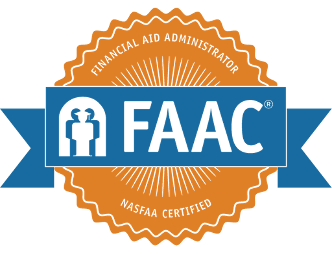 FINANCIAL AID ADMINISTRATOR
FAAC®
NASFAA CERTIFIED